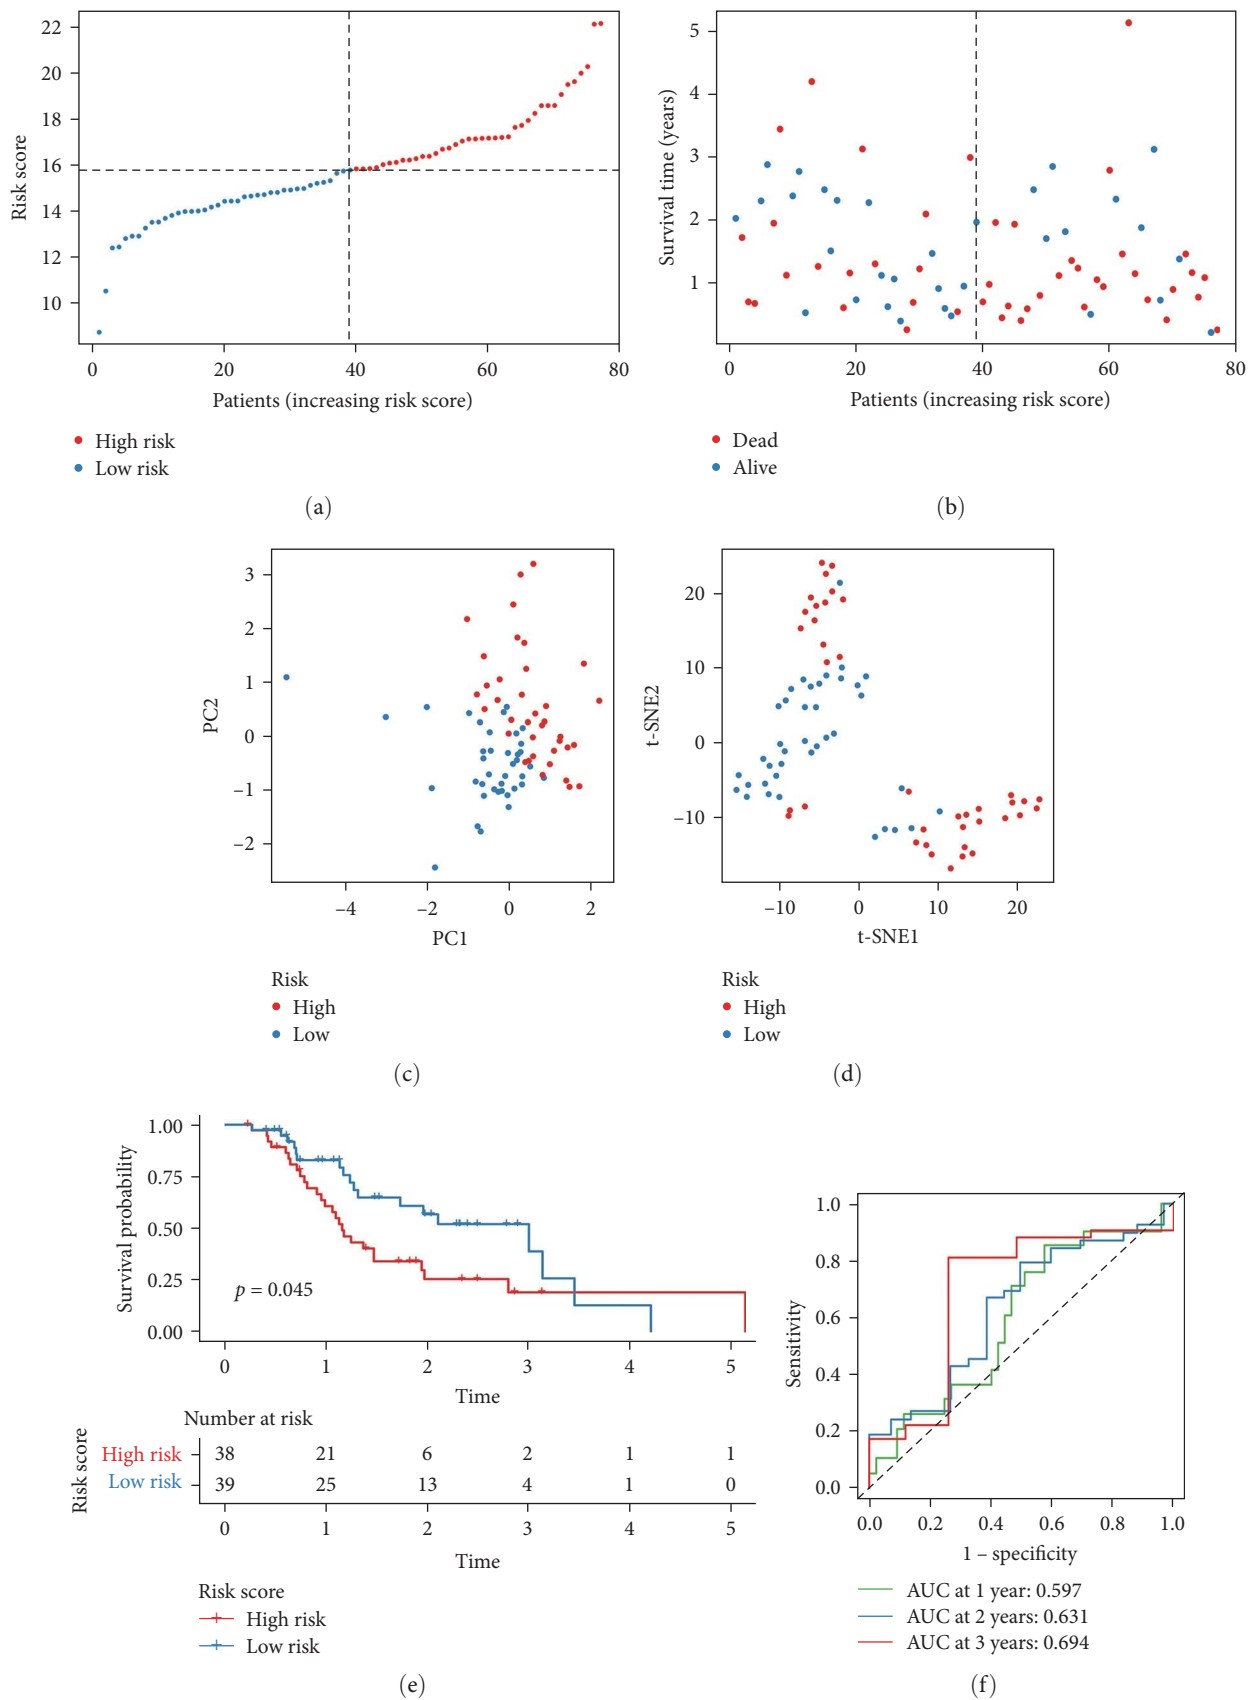 22
20
18
16
14
12
10
Risk score
0
20
40
60
80
Patients (increasing risk score)
High risk
Low risk
(a)
5
4
3
2
1
Survival time (years)
0
20
40
60
80
Patients (increasing risk score)
Dead
Alive
(b)
3
2
1
0
−1
−2
PC2
−4
−2
0
2
PC1
Risk
High
Low
(c)
20
10
0
−10
t-SNE2
−10
0
10
20
t-SNE1
Risk
High
Low
(d)
1.00
0.75
0.50
0.25
0.00
Survival probability
p = 0.045
0
1
2
3
4
5
Time
Number at risk
Risk score
High risk
38
21
6
2
1
1
Low risk
39
25
13
4
1
0
0
1
2
3
4
5
Time
Risk score
High risk
Low risk
(e)
1.0
0.8
0.6
0.4
0.2
0.0
Sensitivity
0.0
0.2
0.4
0.6
0.8
1.0
1 – specificity
AUC at 1 year: 0.597
AUC at 2 years: 0.631
AUC at 3 years: 0.694
(f)